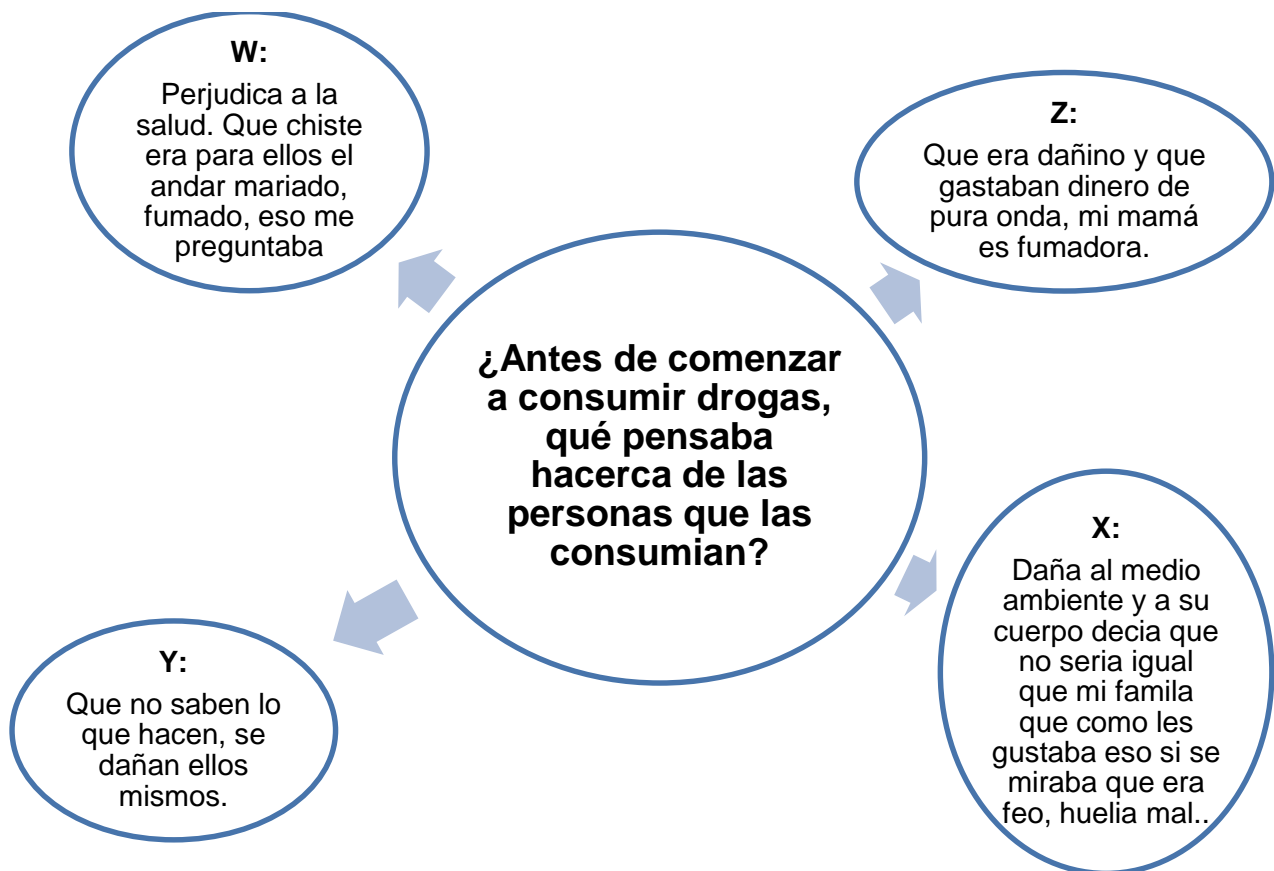 W:
Perjudica a la
salud. Que chiste
era para ellos el
andar mariado,
fumado, eso me
preguntaba
Z:
Que era dañino y que
gastaban dinero de
pura onda, mi mamá
es fumadora.
¿Antes de comenzar
a consumir drogas,
qué pensaba
hacerca de las
personas que las
consumian?
X:
Daña al medio
ambiente y a su
cuerpo decia que
no seria igual
que mi famila
que como les
gustaba eso si se
miraba que era
feo, huelia mal..
Y:
Que no saben lo
que hacen, se
dañan ellos
mismos.